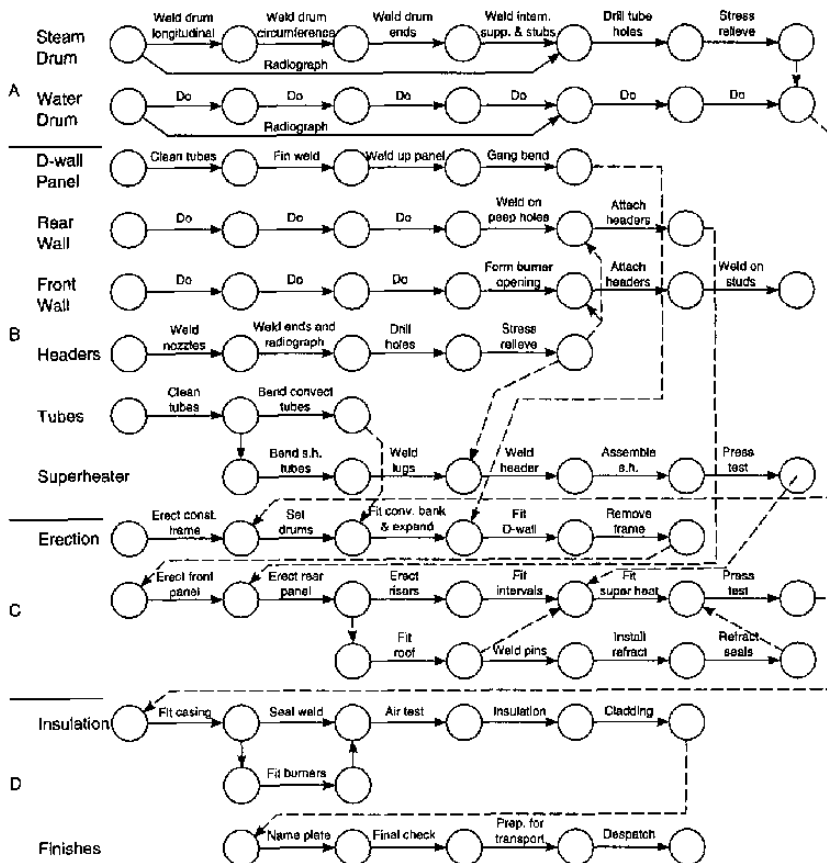 Steam Drum
Weld drum longitudinal
Weld drum circumference
Weld drum ends
Weld intern. supp. & stubs
Drill tube holes
Stress relieve
Radiograph
A
Water Drum
Do
Do
Do
Do
Do
Do
Radiograph
D-wall Panel
Clean tubes
Fin weld
Weld up panel
Gang bend
Rear Wall
Do
Do
Do
Weld on peep holes
Attach headers
Front Wall
Do
Do
Do
Form burner opening
Attach headers
Weld on studs
B
Headers
Weld nozzles
Weld ends and radiograph
Drill holes
Stress relieve
Tubes
Clean tubes
Bend convect tubes
Superheater
Bend s.h. tubes
Weld lugs
Weld header
Assemble s.h.
Press test
Erection
Erect const. frame
Set drums
Fit conv. bank & expand
Fit D-wall
Remove frame
C
Erect front panel
Erect rear panel
Erect risers
Fit intervals
Fit super heat
Press test
Fit roof
Weld pins
Install refract
Refract seals
Insulation
Fit casing
Seal weld
Air test
Insulation
Cladding
D
Fit burners
Finishes
Name plate
Final check
Prep. for transport
Despatch